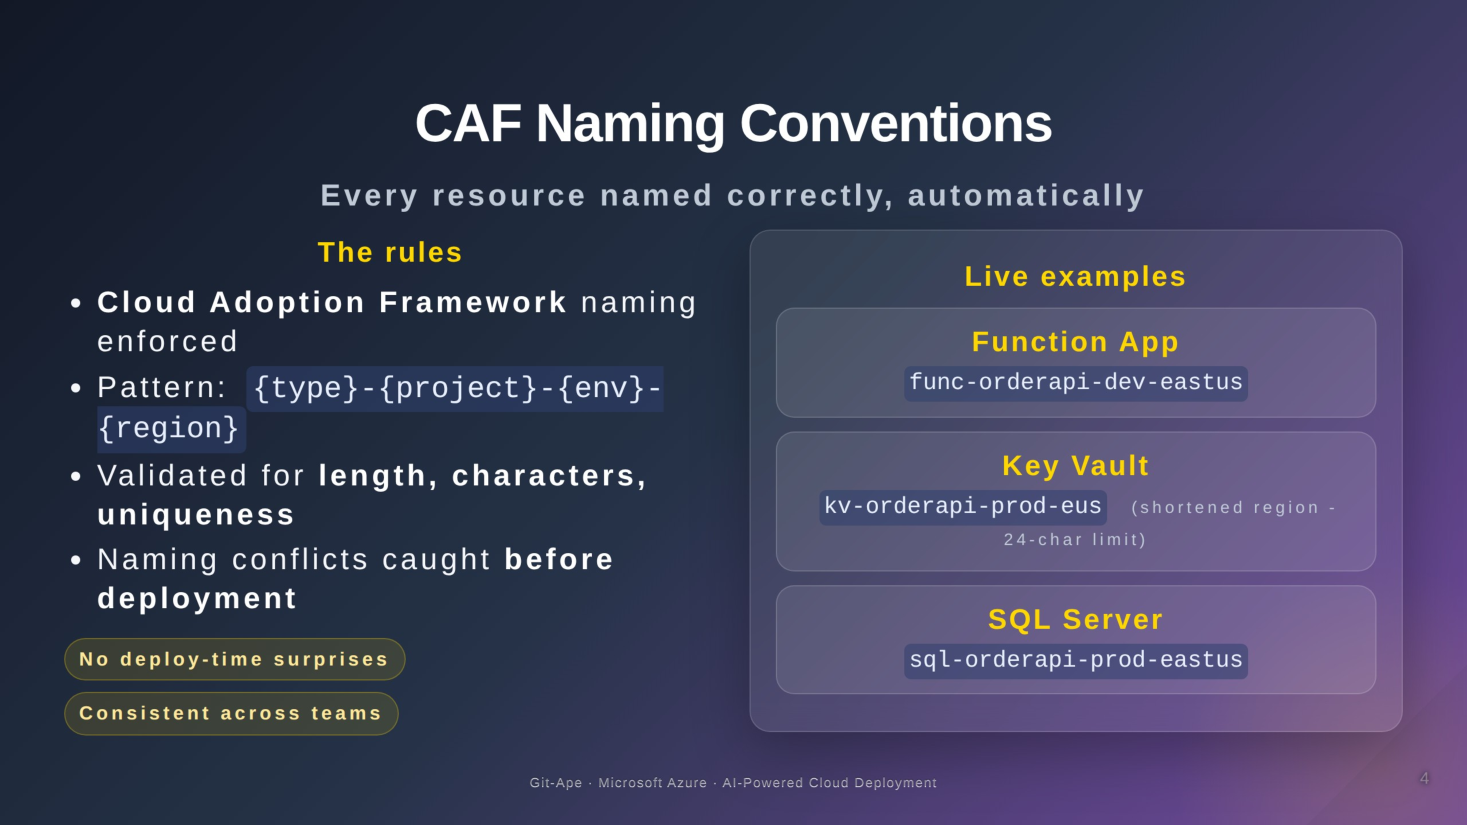 CAF Naming Conventions
Every resource named correctly, automatically
The rules
• Cloud Adoption Framework naming
enforced
• Pattern: {type}-{project}-{env}-
{region}
• Validated for length, characters,
uniqueness
• Naming conflicts caught before
deployment
No deploy-time surprises
Consistent across teams
Live examples
Function App
func-orderapi-dev-eastus
Key Vault
kv-orderapi-prod-eus (shortened region -
24-char limit)
SQL Server
sql-orderapi-prod-eastus
Git-Ape · Microsoft Azure · AI-Powered Cloud Deployment
4